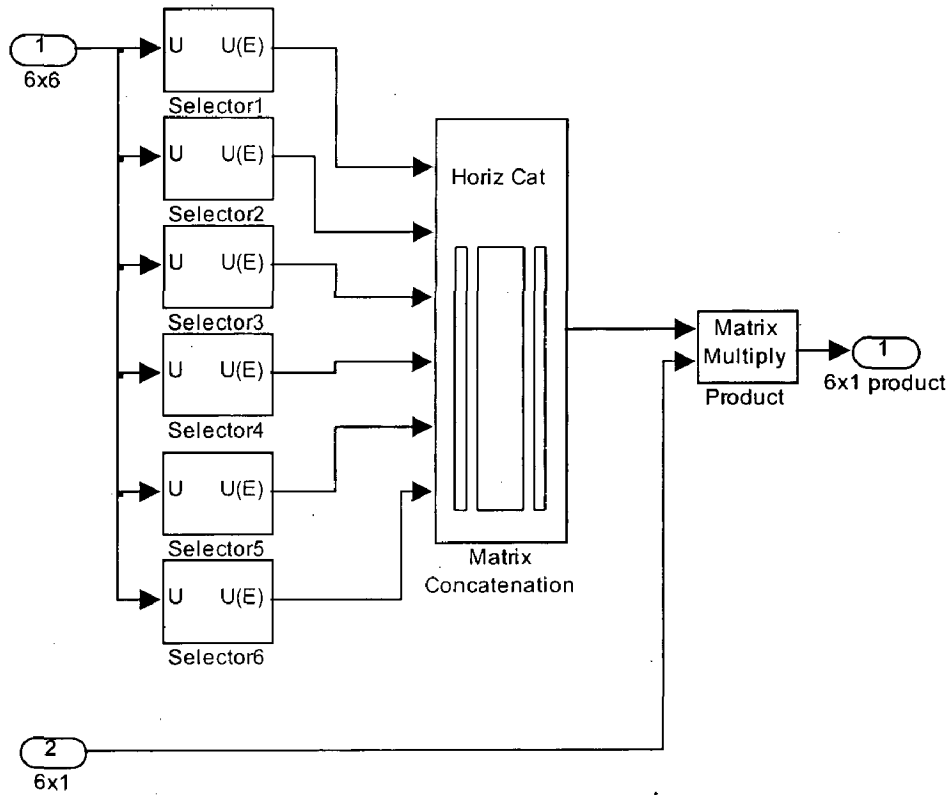 1
6x6
U U(E)
Selector1
U U(E)
Selector2
U U(E)
Selector3
U U(E)
Selector4
U U(E)
Selector5
U U(E)
Selector6
Horiz Cat
Matrix
Concatenation
Matrix
Multiply
Product
1
6x1 product
2
6x1